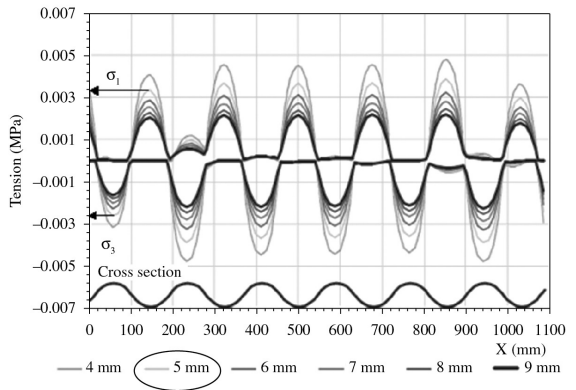 0.007
0.005
0.003
0.001
−0.001
−0.003
−0.005
−0.007
Tension (MPa)
σ1
σ3
Cross section
0 100 200 300 400 500 600 700 800 900 1000 1100
X (mm)
4 mm 5 mm 6 mm 7 mm 8 mm 9 mm